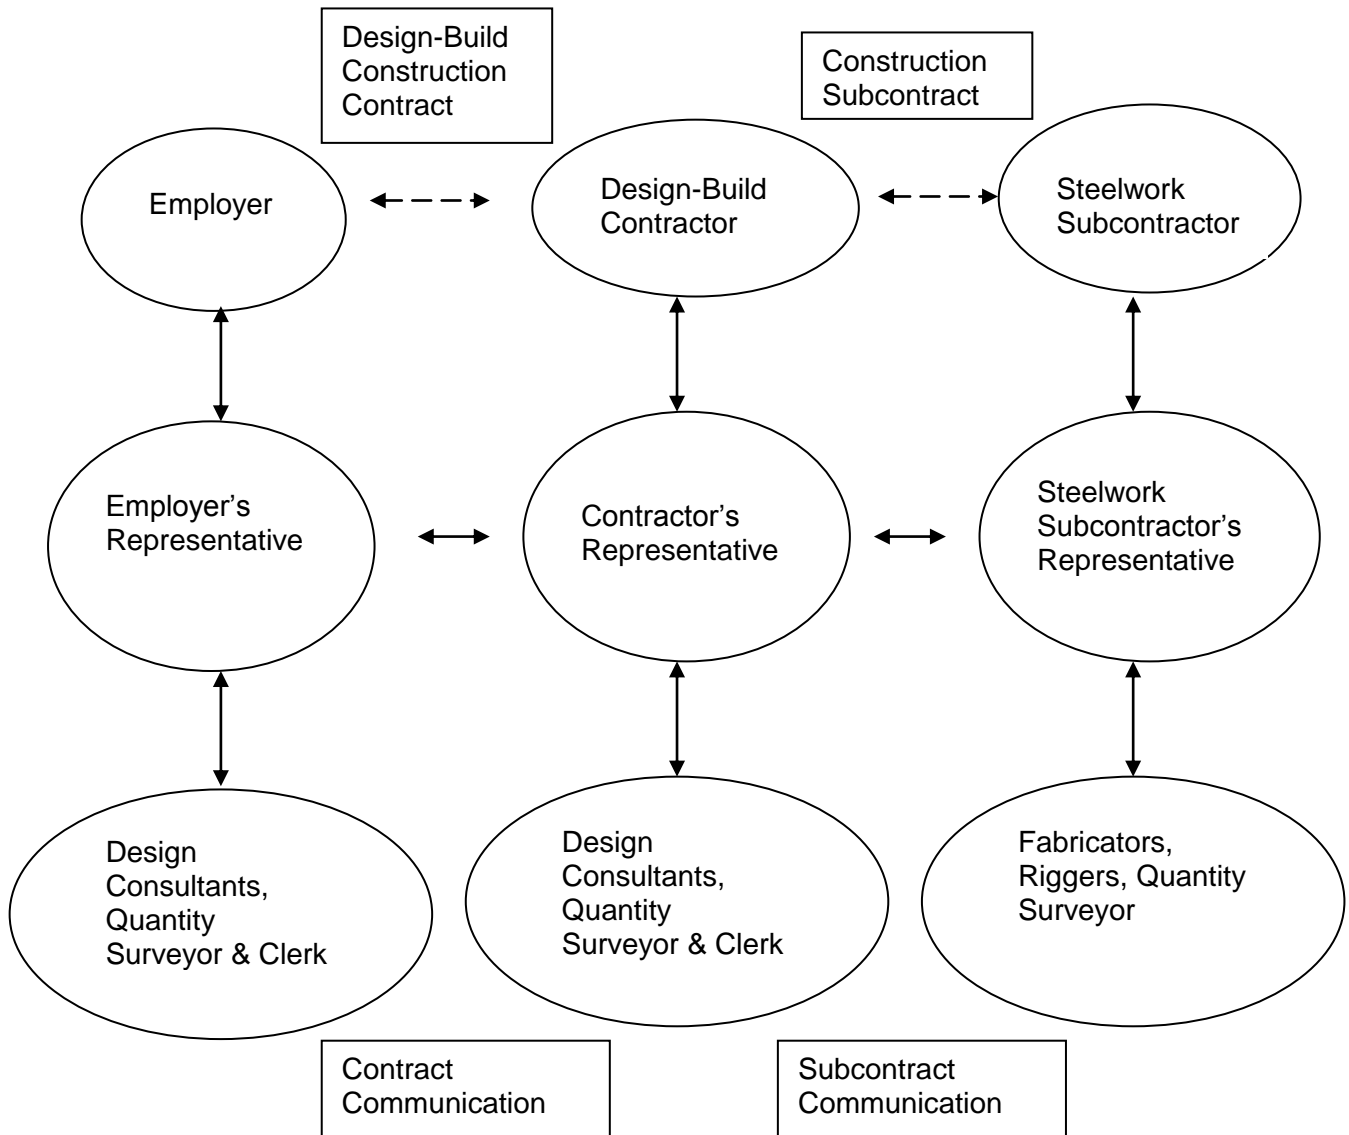 Design-Build
Construction
Contract
Construction
Subcontract
Employer
Design-Build
Contractor
Steelwork
Subcontractor
Employer’s
Representative
Contractor’s
Representative
Steelwork
Subcontractor’s
Representative
Design
Consultants,
Quantity
Surveyor & Clerk
Design
Consultants,
Quantity
Surveyor & Clerk
Fabricators,
Riggers, Quantity
Surveyor
Contract
Communication
Subcontract
Communication